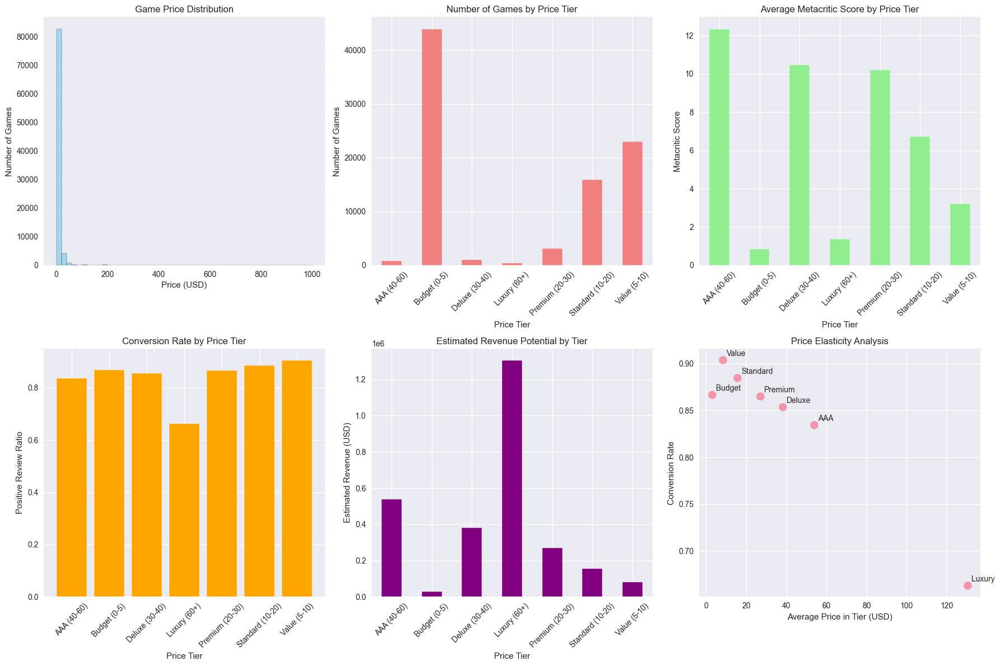 Game Price Distribution
Number of Games
80000
70000
60000
50000
40000
30000
20000
10000
0
0 200 400 600 800 1000
Price (USD)
Number of Games by Price Tier
Number of Games
40000
30000
20000
10000
0
AAA (40-60) Budget (0-5) Deluxe (30-40) Luxury (60+) Premium (20-30) Standard (10-20) Value (5-10)
Price Tier
Average Metacritic Score by Price Tier
Metacritic Score
12
10
8
6
4
2
0
AAA (40-60) Budget (0-5) Deluxe (30-40) Luxury (60+) Premium (20-30) Standard (10-20) Value (5-10)
Price Tier
Conversion Rate by Price Tier
Positive Review Ratio
0.8
0.6
0.4
0.2
0.0
AAA (40-60) Budget (0-5) Deluxe (30-40) Luxury (60+) Premium (20-30) Standard (10-20) Value (5-10)
Price Tier
Estimated Revenue Potential by Tier
1e6
Estimated Revenue (USD)
1.2
1.0
0.8
0.6
0.4
0.2
0.0
AAA (40-60) Budget (0-5) Deluxe (30-40) Luxury (60+) Premium (20-30) Standard (10-20) Value (5-10)
Price Tier
Price Elasticity Analysis
Conversion Rate
0.90
0.85
0.80
0.75
0.70
Value
Standard
Budget
Premium
Deluxe
AAA
Luxury
0 20 40 60 80 100 120
Average Price in Tier (USD)